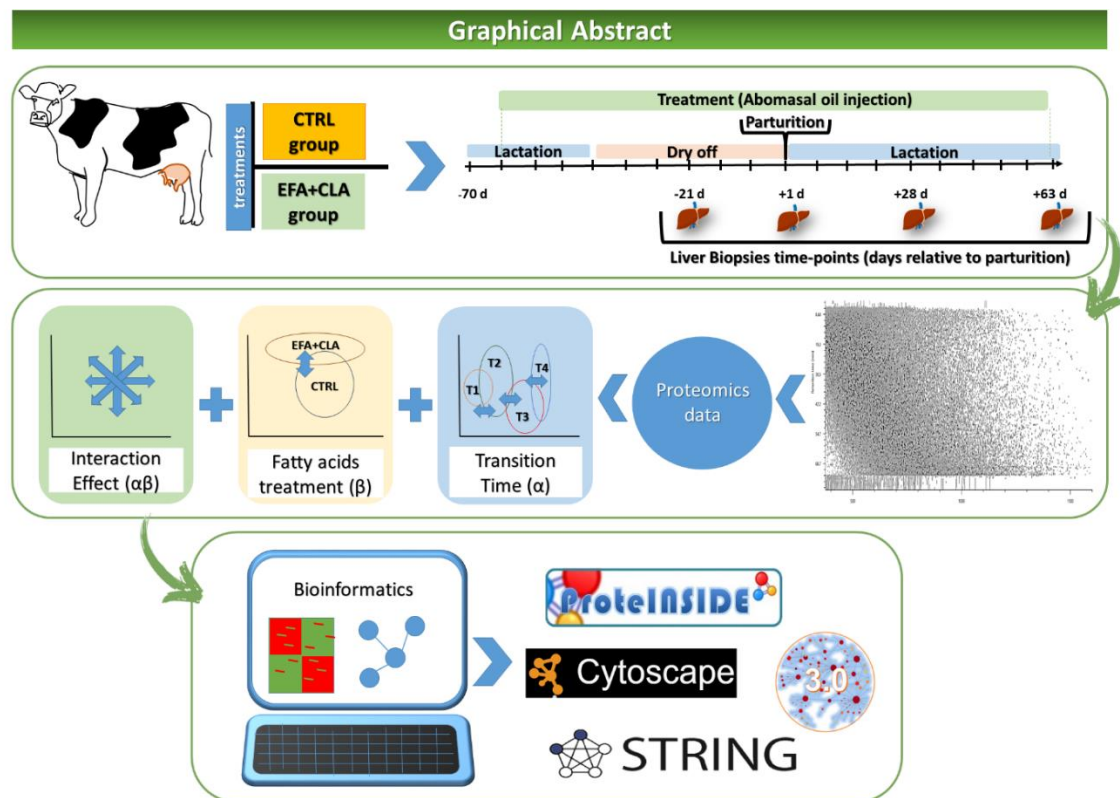 Graphical Abstract
treatments
CTRL
group
EFA+CLA
group
Treatment (Abomasal oil injection)
Parturition
Lactation
Dry off
Lactation
-70 d
-21 d
+1 d
+28 d
+63 d
Liver Biopsies time-points (days relative to parturition)
Interaction
Effect (αβ)
EFA+CLA
CTRL
Fatty acids
treatment (β)
T1
T2
T3
T4
Transition
Time (α)
Proteomics
data
Bioinformatics
ProteINSIDE
Cytoscape
3.0
STRING